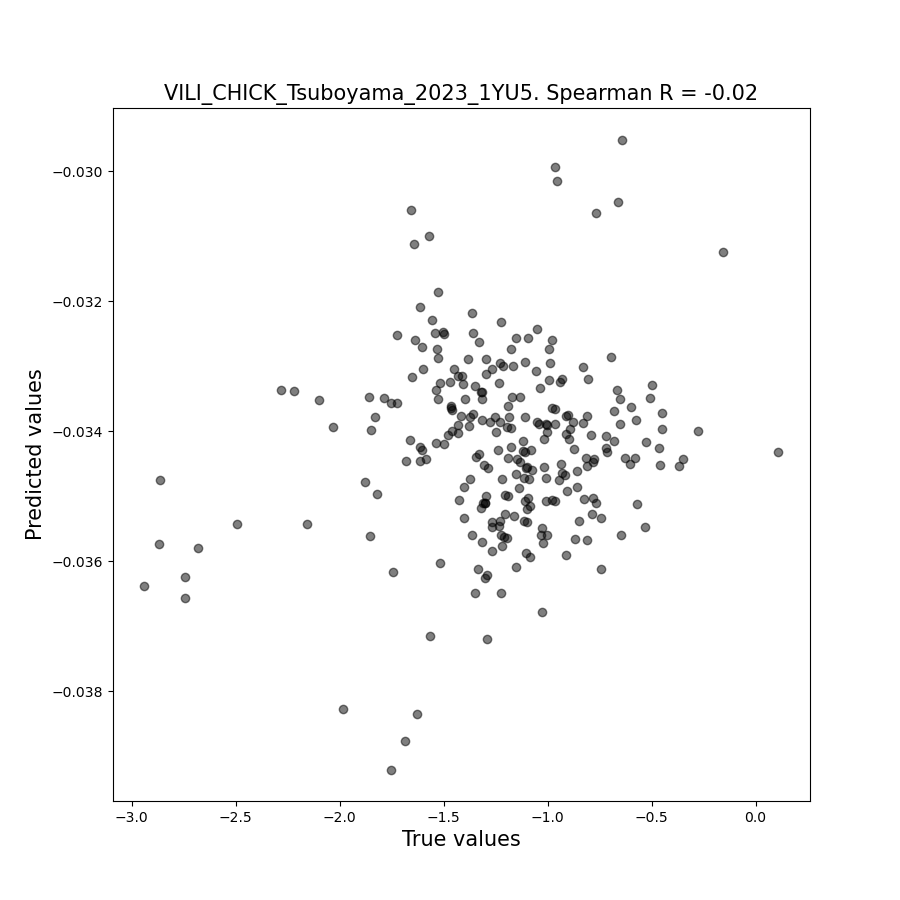 VILI_CHICK_Tsuboyama_2023_1YU5. Spearman R = -0.02
Predicted values
−0.030
−0.032
−0.034
−0.036
−0.038
−3.0 −2.5 −2.0 −1.5 −1.0 −0.5 0.0
True values